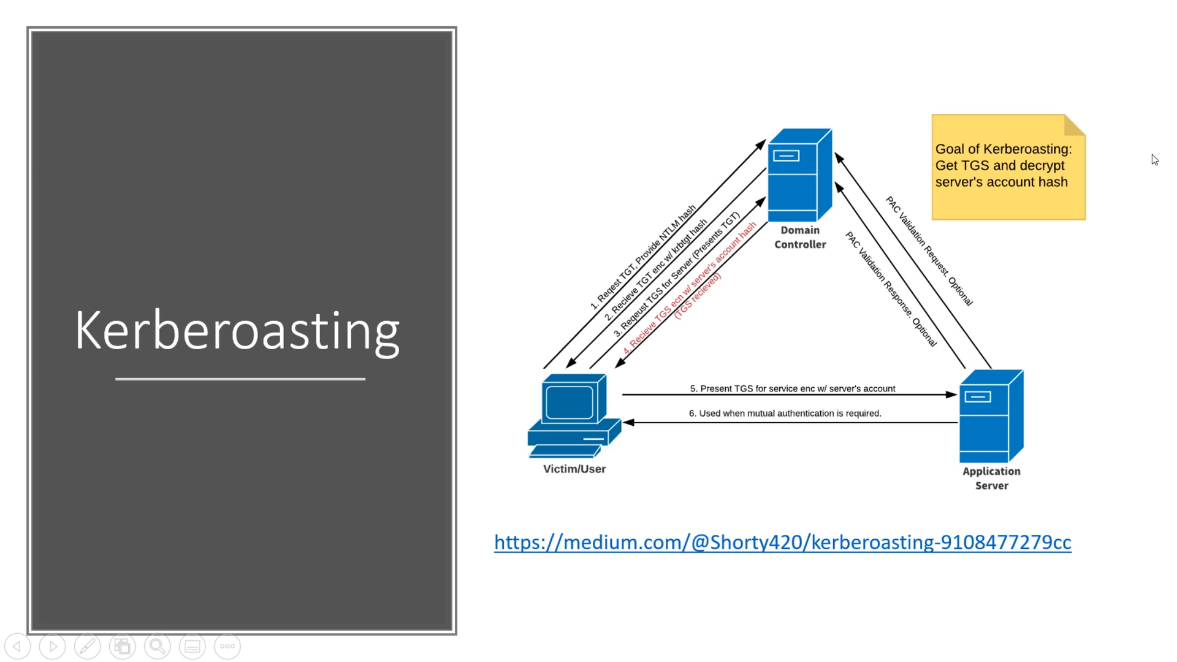 Kerberoasting
Goal of Kerberoasting:
Get TGS and decrypt
server's account hash
Domain
Controller
1. Reqest TGT, Provide NTLM hash
2. Recieve TGT enc w/ krbtgt hash
3. Reqeust TGS for Server (Presents TGT)
4. Recieve TGS ecn w/ server's account hash
(TGS recieved)
PAC Validation Request. Optional
PAC Validation Response. Optional
5. Present TGS for service enc w/ server's account
6. Used when mutual authentication is required.
Victim/User
Application
Server
https://medium.com/@Shorty420/kerberoasting-9108477279cc